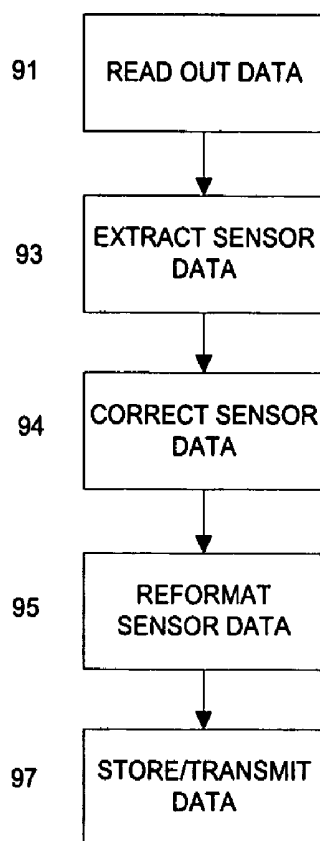 91
READ OUT DATA
93
EXTRACT SENSOR
DATA
94
CORRECT SENSOR
DATA
95
REFORMAT
SENSOR DATA
97
STORE/TRANSMIT
DATA